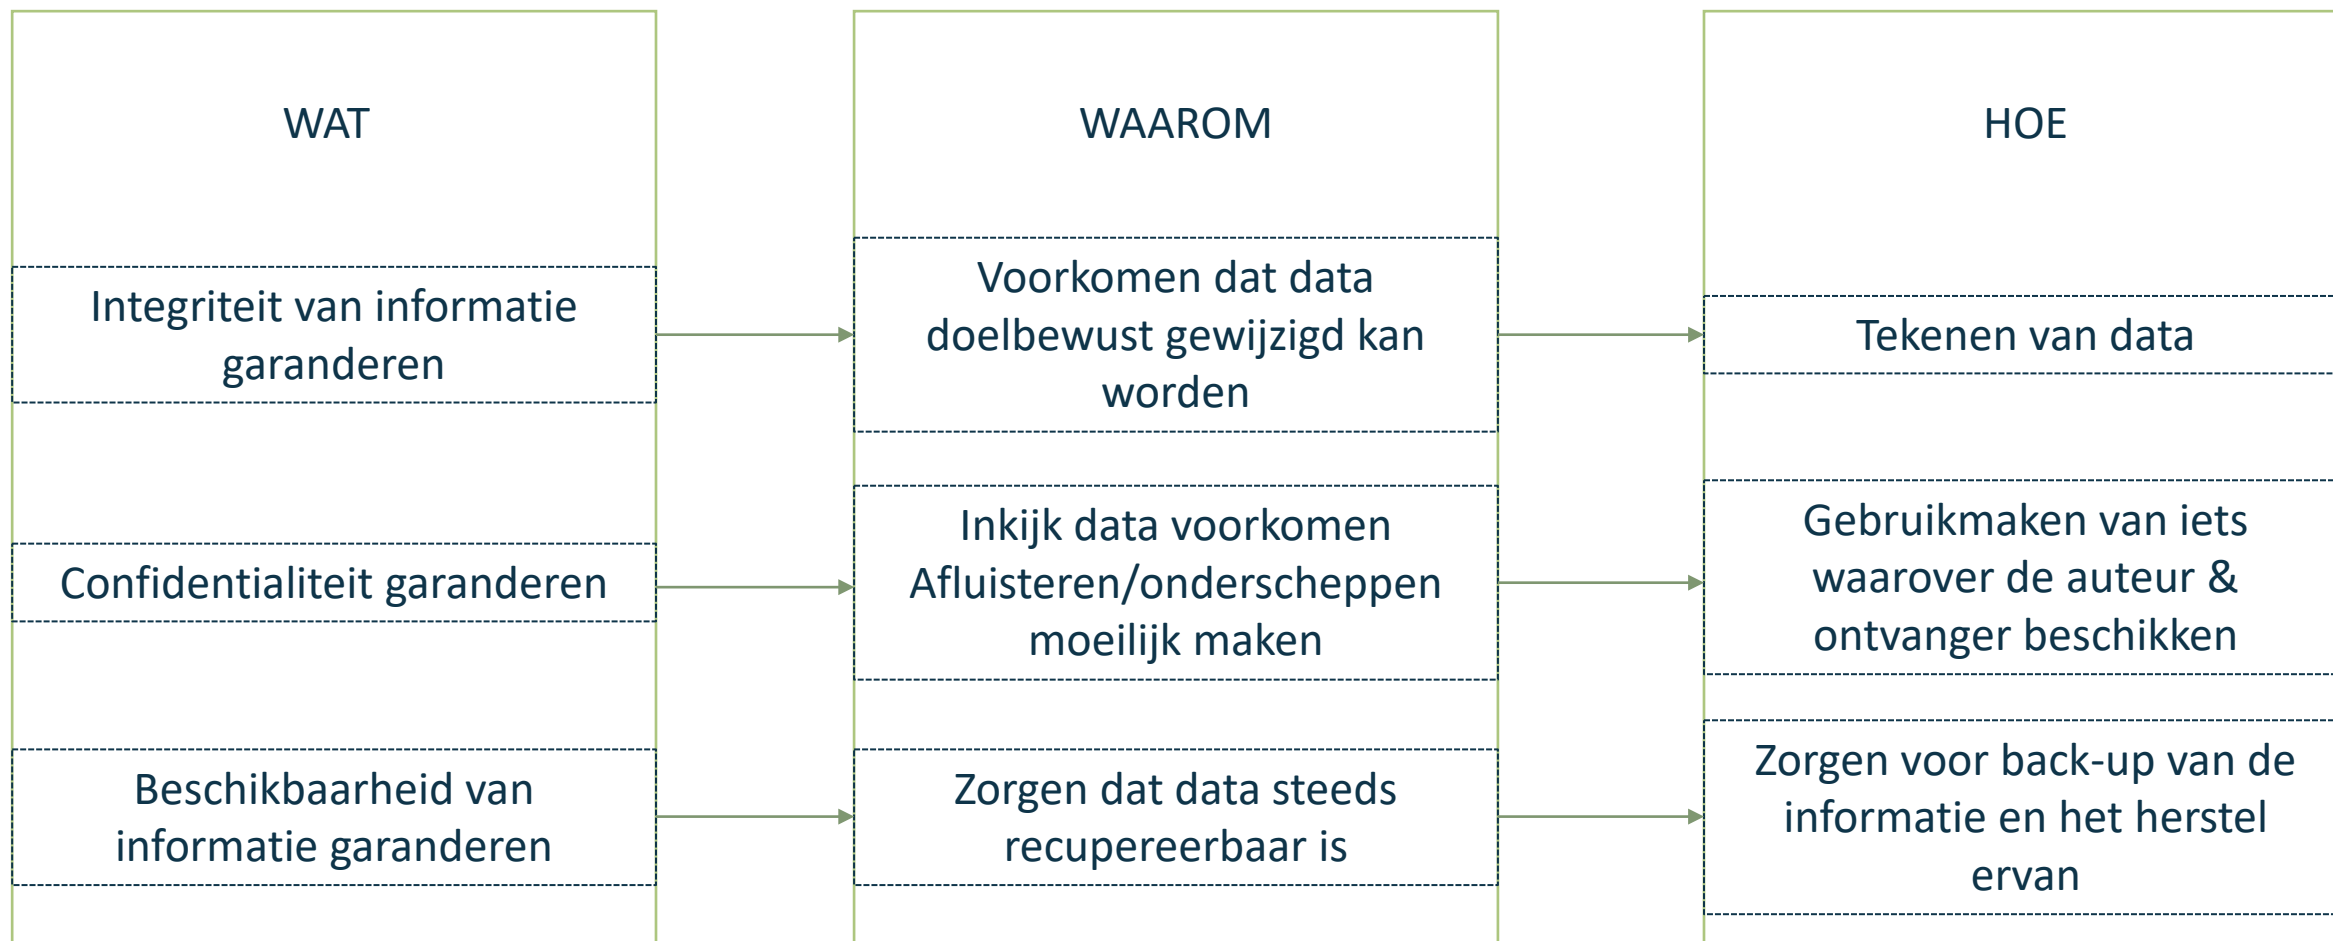 WAT
WAAROM
HOE
Integriteit van informatie
garanderen
Voorkomen dat data
doelbewust gewijzigd kan
worden
Tekenen van data
Confidentialiteit garanderen
Inkijk data voorkomen
Afluisteren/onderscheppen
moeilijk maken
Gebruikmaken van iets
waarover de auteur &
ontvanger beschikken
Beschikbaarheid van
informatie garanderen
Zorgen dat data steeds
recupereerbaar is
Zorgen voor back-up van de
informatie en het herstel
ervan